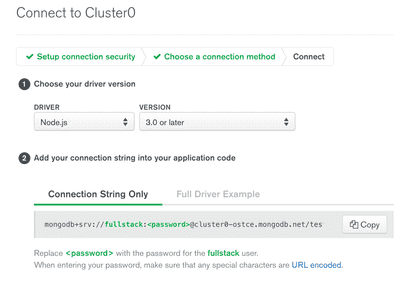 Connect to Cluster0
Setup connection security
Choose a connection method
Connect
1 Choose your driver version
DRIVER
VERSION
Node.js
3.0 or later
2 Add your connection string into your application code
Connection String Only
Full Driver Example
mongodb+srv://fullstack:<password>@cluster0-ostce.mongodb.net/tes
Copy
Replace <password> with the password for the fullstack user.
When entering your password, make sure that any special characters are URL encoded.